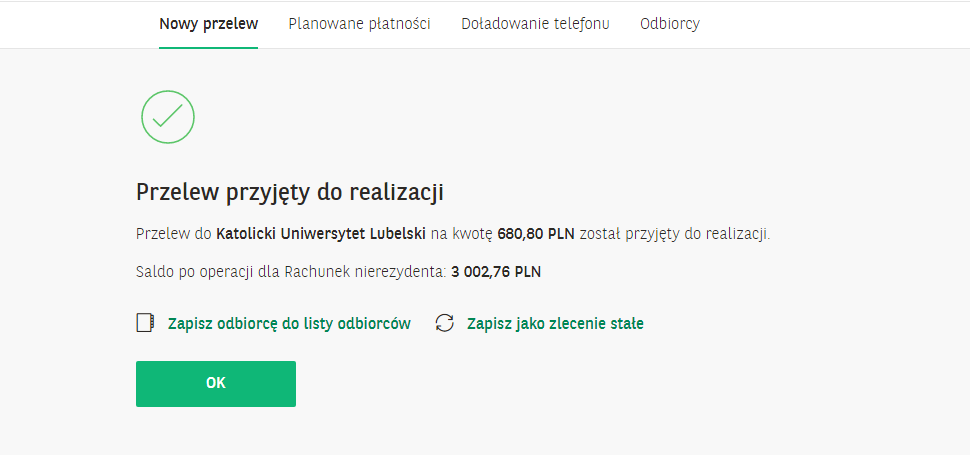 Nowy przelew Planowane płatności Doładowanie telefonu Odbiorcy
Przelew przyjęty do realizacji
Przelew do Katolicki Uniwersytet Lubelski na kwotę 680,80 PLN został przyjęty do realizacji.
Saldo po operacji dla Rachunek nierezydenta: 3 002,76 PLN
Zapisz odbiorcę do listy odbiorców Zapisz jako zlecenie stałe
OK